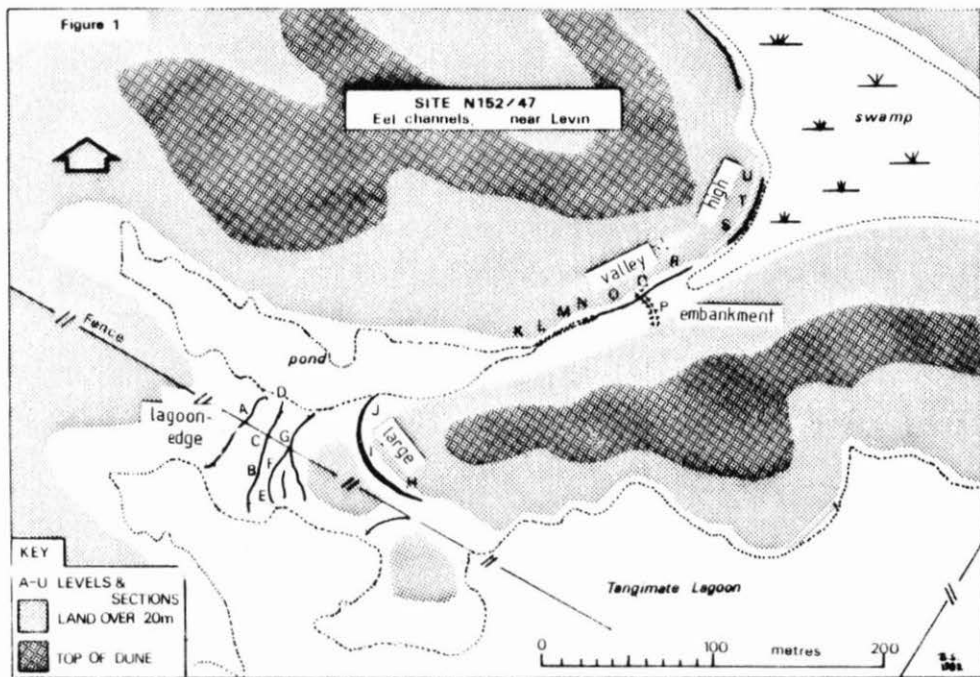 Figure 1
SITE N152/47
Eel channels, near Levin
swamp
high
U
T
S
valley
R
Q
O
N
M
L
K
P
embankment
Fence
pond
D
A
lagoon-
edge
C
G
B
F
E
J
large
I
H
KEY
A-U LEVELS &
SECTIONS
LAND OVER 20m
TOP OF DUNE
Tangimate Lagoon
0 100 200
metres
1982